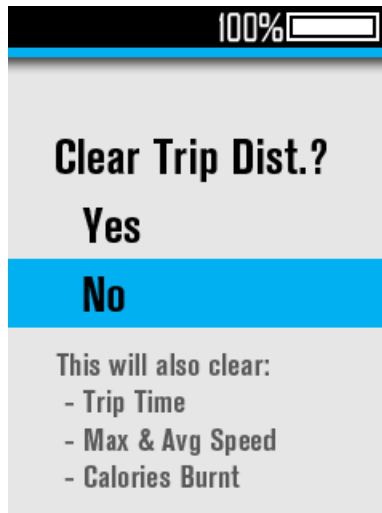 100%
Clear Trip Dist.?
Yes
No
This will also clear:
- Trip Time
- Max & Avg Speed
- Calories Burnt